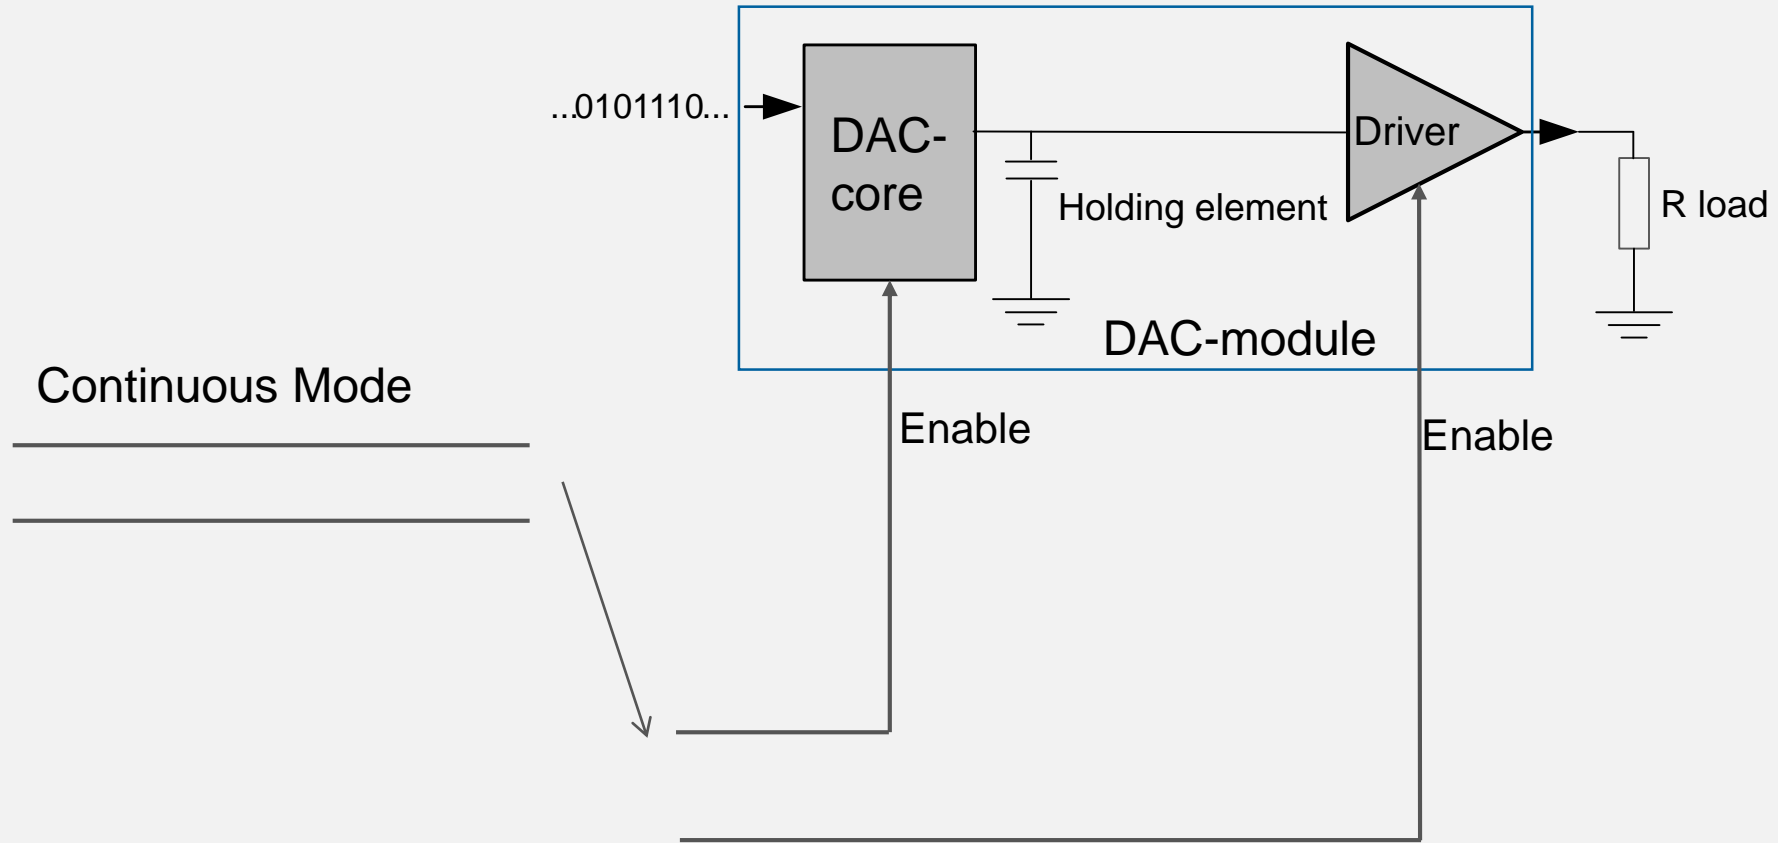 ...0101110...
DAC-
core
Driver
Holding element
R load
DAC-module
Continuous Mode
Enable
Enable